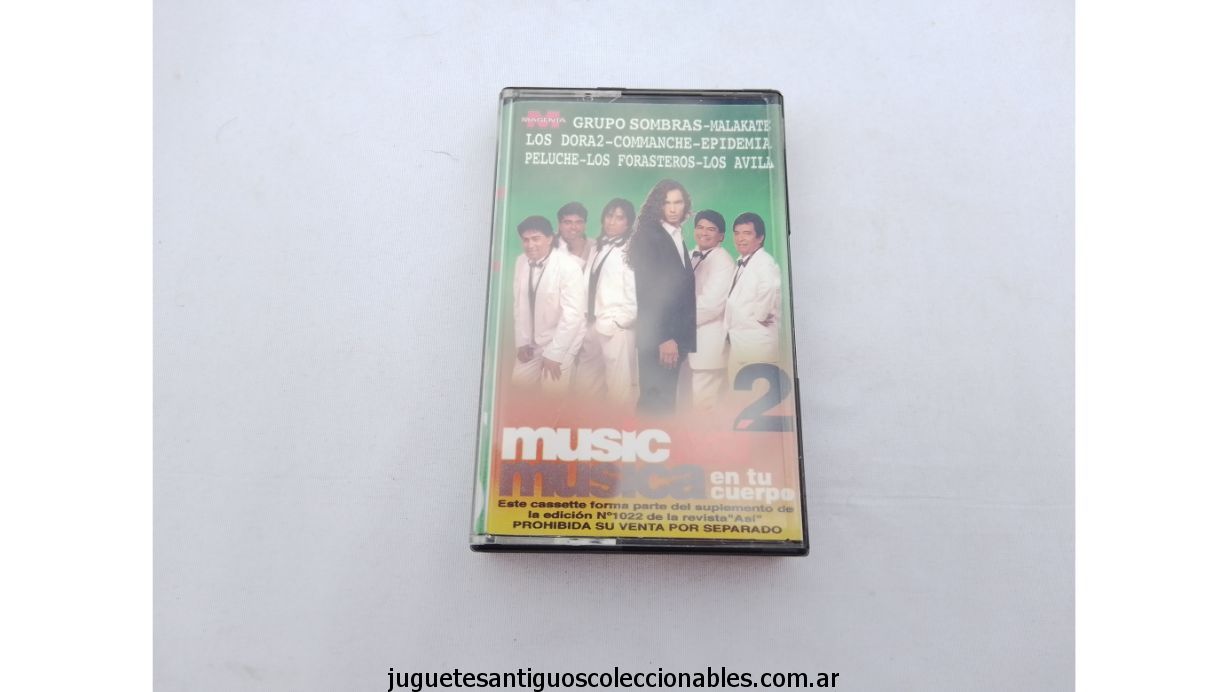 MAGENTA
GRUPO SOMBRAS-MALAKATE
LOS DORA2-COMMANCHE-EPIDEMIA
PELUCHE-LOS FORASTEROS-LOS AVILA
2
music
musica en tu
cuerpo
Este cassette forma parte del suplemento de
la edición Nº1022 de la revista"Así"
PROHIBIDA SU VENTA POR SEPARADO
juguetesantiguoscoleccionables.com.ar